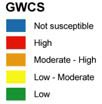 GWCS
Not susceptible
High
Moderate - High
Low - Moderate
Low